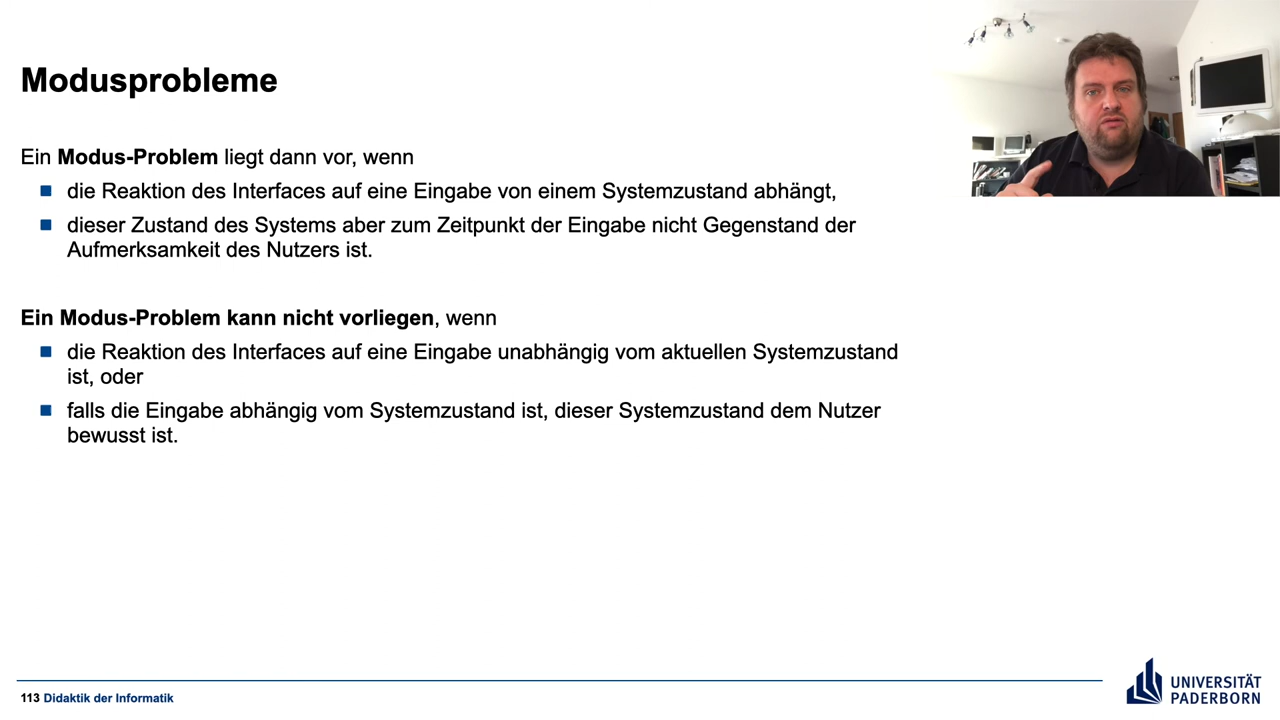 Modusprobleme
Ein Modus-Problem liegt dann vor, wenn
die Reaktion des Interfaces auf eine Eingabe von einem Systemzustand abhängt,
dieser Zustand des Systems aber zum Zeitpunkt der Eingabe nicht Gegenstand der
Aufmerksamkeit des Nutzers ist.
Ein Modus-Problem kann nicht vorliegen, wenn
die Reaktion des Interfaces auf eine Eingabe unabhängig vom aktuellen Systemzustand
ist, oder
falls die Eingabe abhängig vom Systemzustand ist, dieser Systemzustand dem Nutzer
bewusst ist.
113 Didaktik der Informatik
UNIVERSITÄT
PADERBORN